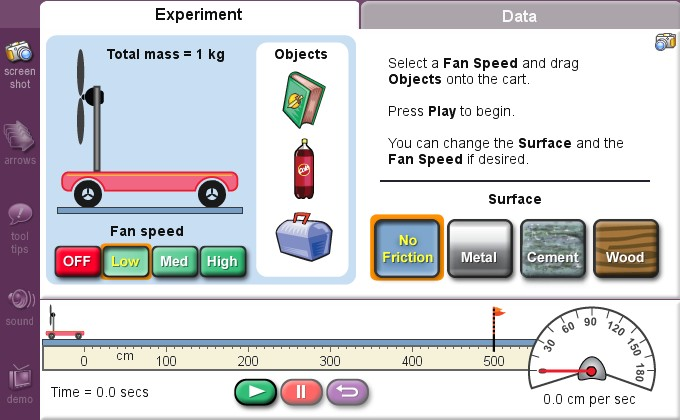 Experiment
Data
screen
shot
arrows
tool
tips
sound
demo
Total mass = 1 kg
Objects
Fan speed
OFF
Low
Med
High
Select a Fan Speed and drag
Objects onto the cart.
Press Play to begin.
You can change the Surface and the
Fan Speed if desired.
Surface
No
Friction
Metal
Cement
Wood
0
cm
100
200
300
400
500
30
60
90
120
150
180
Time = 0.0 secs
0.0 cm per sec